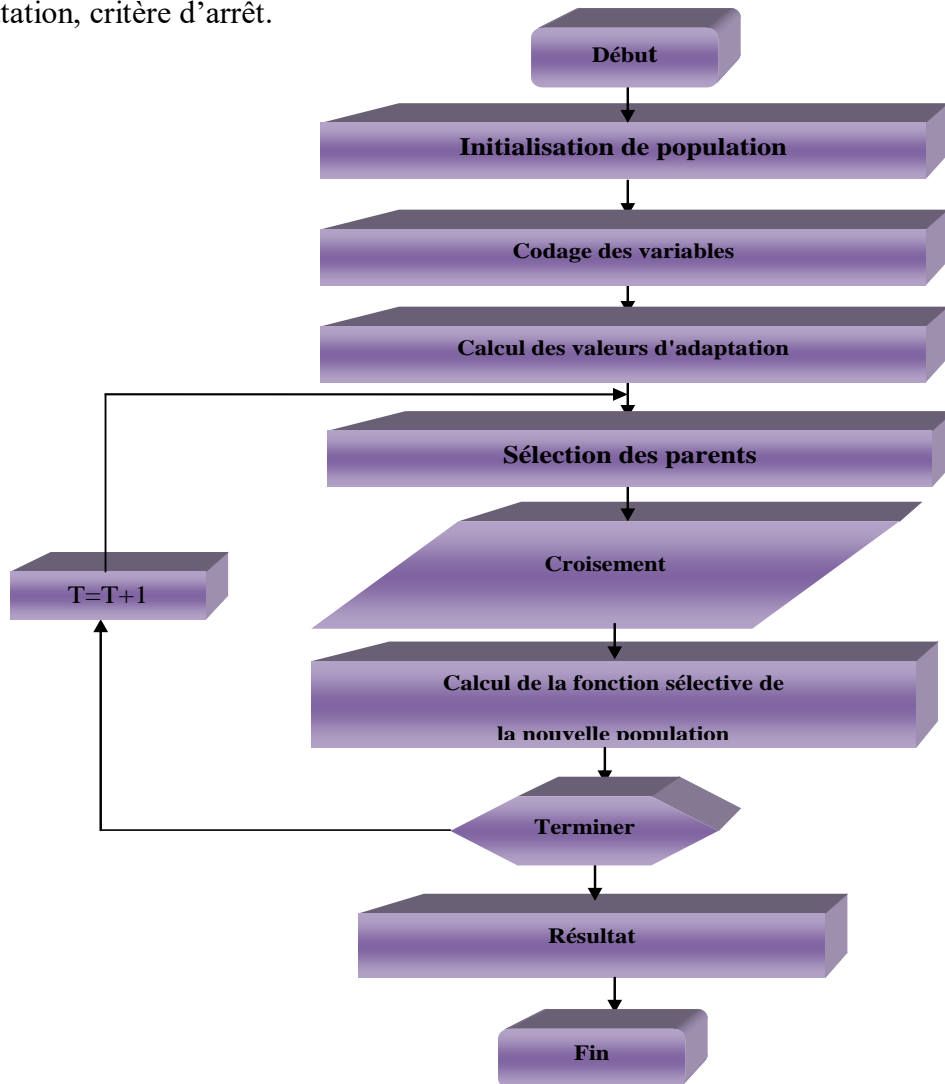 tation, critère d’arrêt.
Début
Initialisation de population
Codage des variables
Calcul des valeurs d'adaptation
Sélection des parents
Croisement
T=T+1
Calcul de la fonction sélective de
la nouvelle population
Terminer
Résultat
Fin